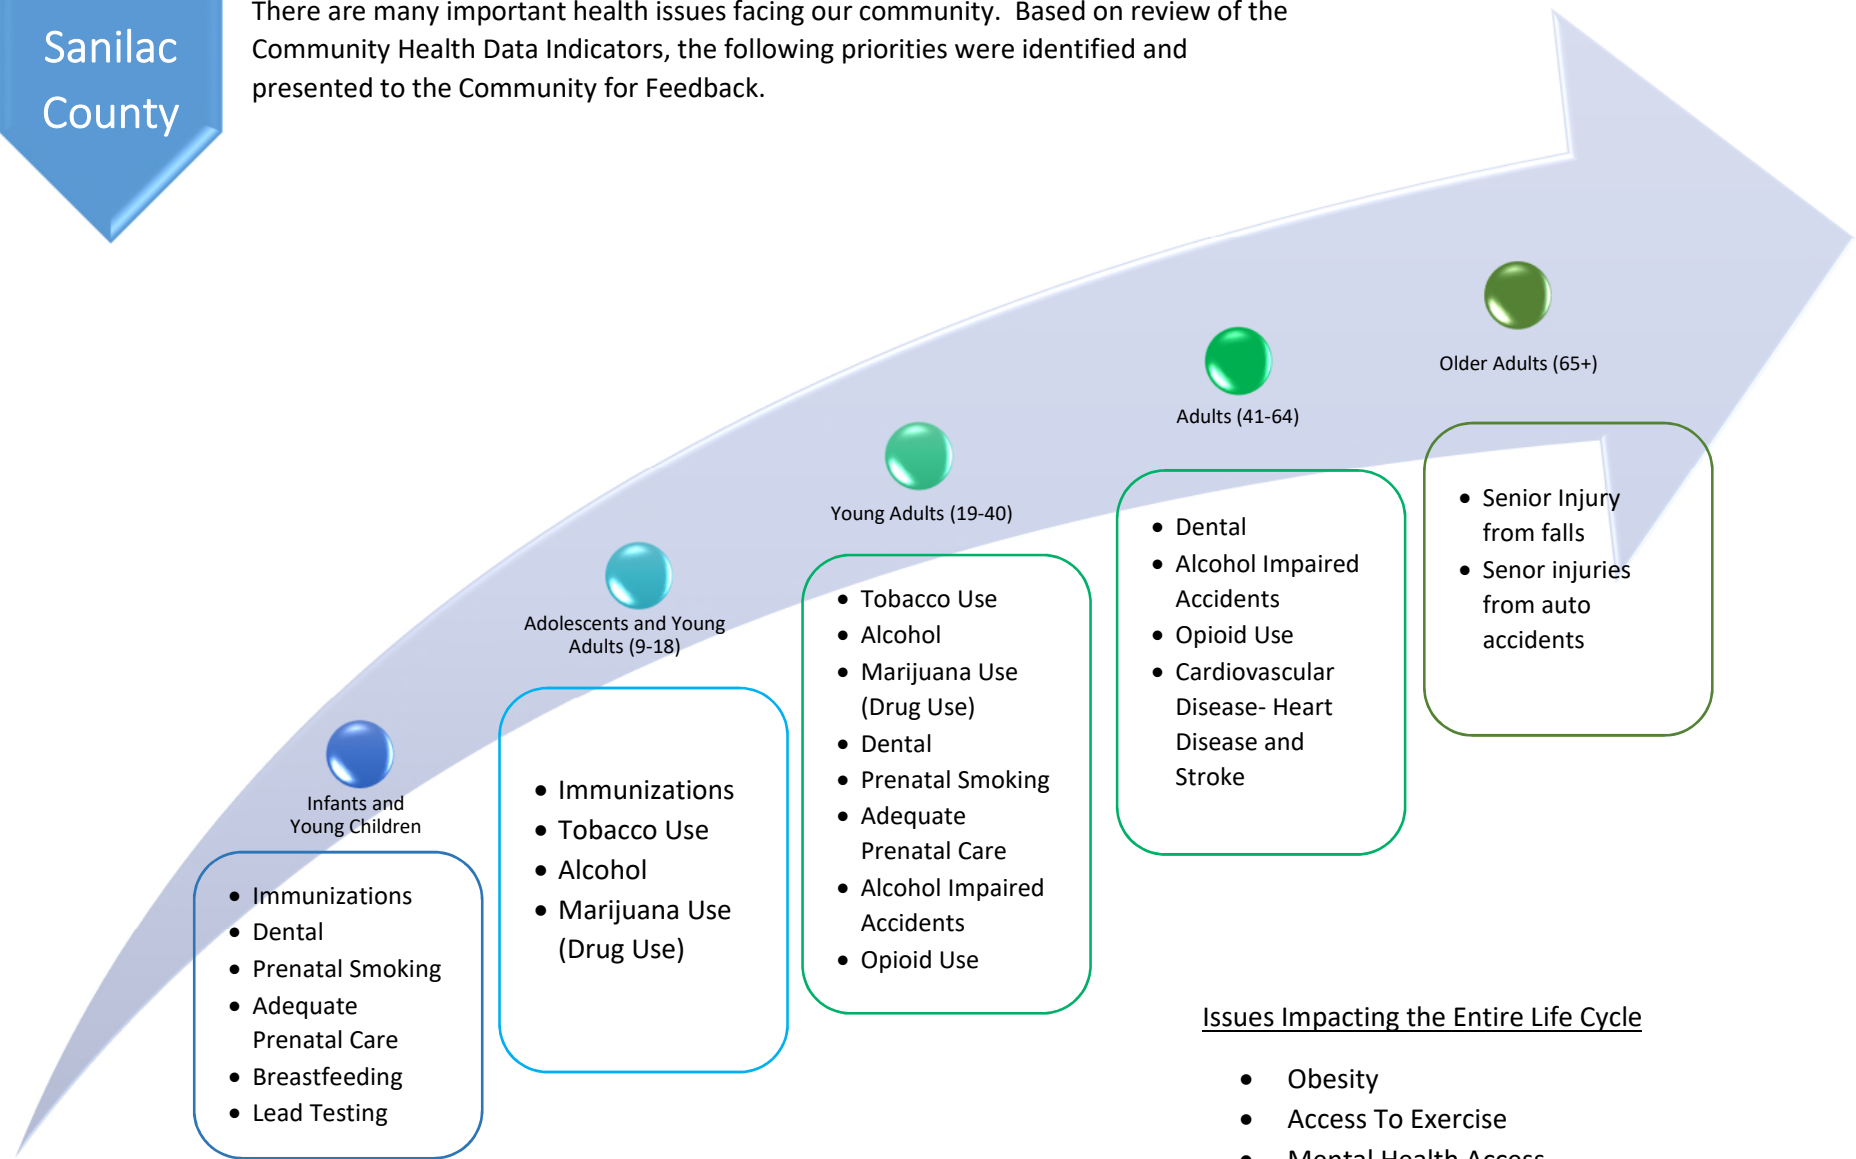 Sanilac
County
There are many important health issues facing our community.  Based on review of the
Community Health Data Indicators, the following priorities were identified and
presented to the Community for Feedback.
Infants and
Young Children
• Immunizations
• Dental
• Prenatal Smoking
• Adequate
Prenatal Care
• Breastfeeding
• Lead Testing
Adolescents and Young
Adults (9-18)
• Immunizations
• Tobacco Use
• Alcohol
• Marijuana Use
(Drug Use)
Young Adults (19-40)
• Tobacco Use
• Alcohol
• Marijuana Use
(Drug Use)
• Dental
• Prenatal Smoking
• Adequate
Prenatal Care
• Alcohol Impaired
Accidents
• Opioid Use
Adults (41-64)
• Dental
• Alcohol Impaired
Accidents
• Opioid Use
• Cardiovascular
Disease- Heart
Disease and
Stroke
Older Adults (65+)
• Senior Injury
from falls
• Senor injuries
from auto
accidents
Issues Impacting the Entire Life Cycle
• Obesity
• Access To Exercise
• Mental Health Access